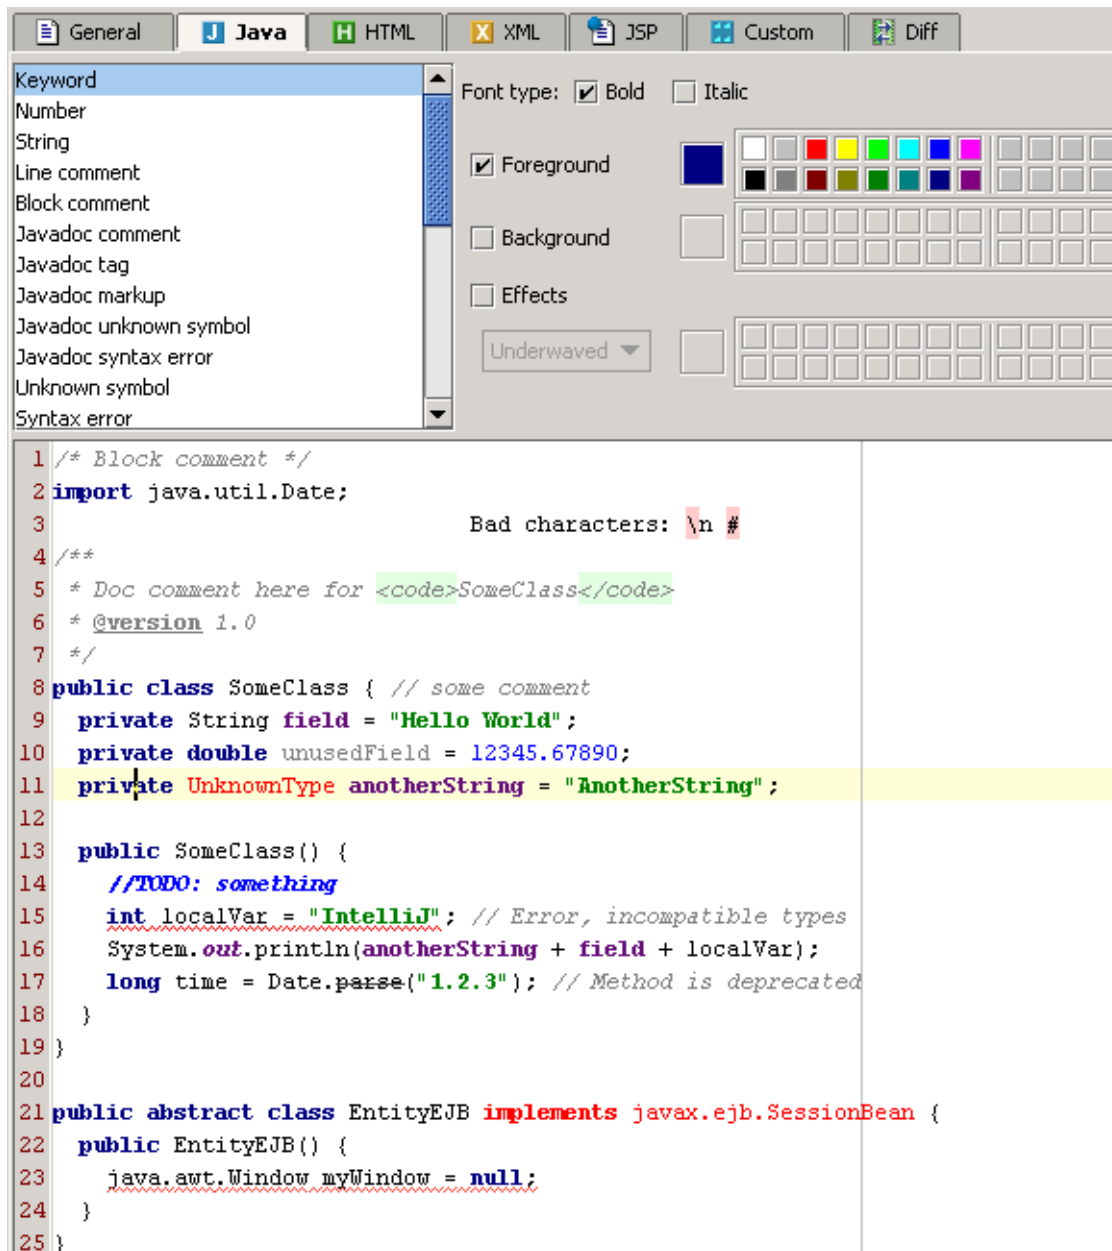 General Java HTML XML JSP Custom Diff
Keyword
Number
String
Line comment
Block comment
Javadoc comment
Javadoc tag
Javadoc markup
Javadoc unknown symbol
Javadoc syntax error
Unknown symbol
Syntax error
Font type: Bold Italic
Foreground
Background
Effects
Underwaved
1 /* Block comment */
2 import java.util.Date;
3 Bad characters: \n #
4 /**
5 * Doc comment here for <code>SomeClass</code>
6 * @version 1.0
7 */
8 public class SomeClass { // some comment
9 private String field = "Hello World";
10 private double unusedField = 12345.67890;
11 private UnknownType anotherString = "AnotherString";
12
13 public SomeClass() {
14 //TODO: something
15 int localVar = "IntelliJ"; // Error, incompatible types
16 System.out.println(anotherString + field + localVar);
17 long time = Date.parse("1.2.3"); // Method is deprecated
18 }
19 }
20
21 public abstract class EntityEJB implements javax.ejb.SessionBean {
22 public EntityEJB() {
23 java.awt.Window myWindow = null;
24 }
25 }